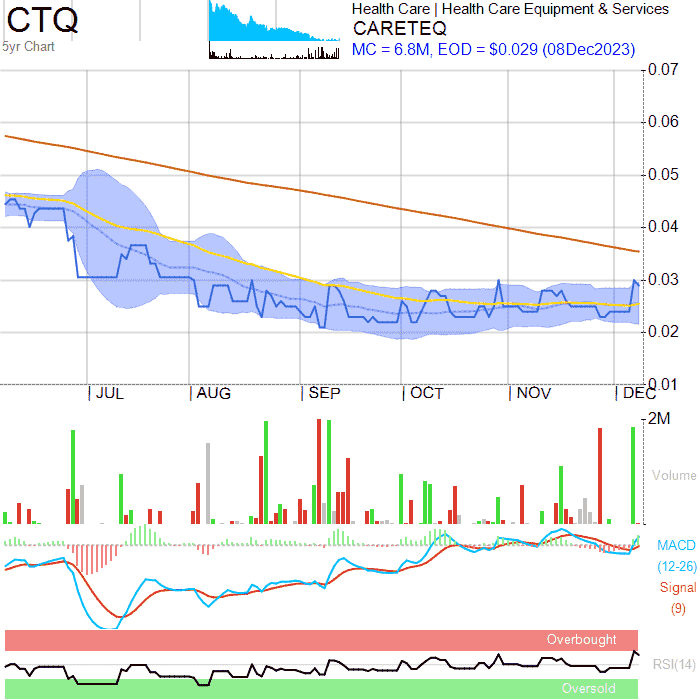 CTQ
5yr Chart
Health Care | Health Care Equipment & Services
CARETEQ
MC = 6.8M, EOD = $0.029 (08Dec2023)
0.07
0.06
0.05
0.04
0.03
0.02
0.01
JUL AUG SEP OCT NOV DEC
2M
Volume
MACD
(12-26)
Signal
(9)
Overbought
RSI(14)
Oversold